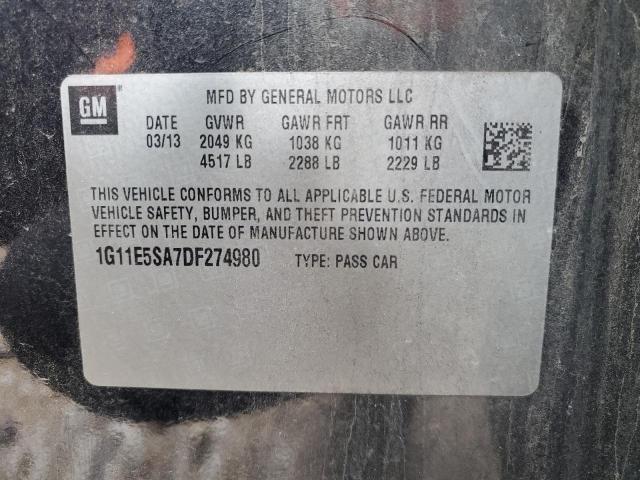 GM MFD BY GENERAL MOTORS LLC
DATE GVWR GAWR FRT GAWR RR
03/13 2049 KG 1038 KG 1011 KG
4517 LB 2288 LB 2229 LB
THIS VEHICLE CONFORMS TO ALL APPLICABLE U.S. FEDERAL MOTOR
VEHICLE SAFETY, BUMPER, AND THEFT PREVENTION STANDARDS IN
EFFECT ON THE DATE OF MANUFACTURE SHOWN ABOVE.
1G11E5SA7DF274980 TYPE: PASS CAR